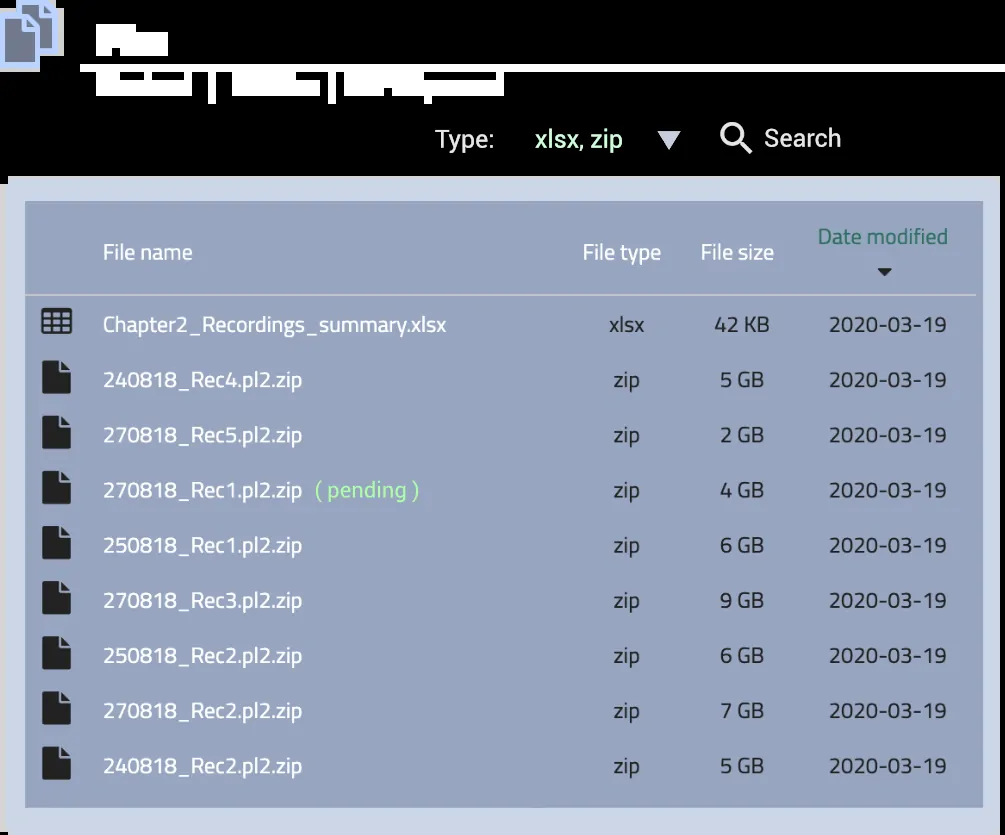 Type: xlsx, zip Search
File name File type File size Date modified
Chapter2_Recordings_summary.xlsx xlsx 42 KB 2020-03-19
240818_Rec4.pl2.zip zip 5 GB 2020-03-19
270818_Rec5.pl2.zip zip 2 GB 2020-03-19
270818_Rec1.pl2.zip ( pending ) zip 4 GB 2020-03-19
250818_Rec1.pl2.zip zip 6 GB 2020-03-19
270818_Rec3.pl2.zip zip 9 GB 2020-03-19
250818_Rec2.pl2.zip zip 6 GB 2020-03-19
270818_Rec2.pl2.zip zip 7 GB 2020-03-19
240818_Rec2.pl2.zip zip 5 GB 2020-03-19